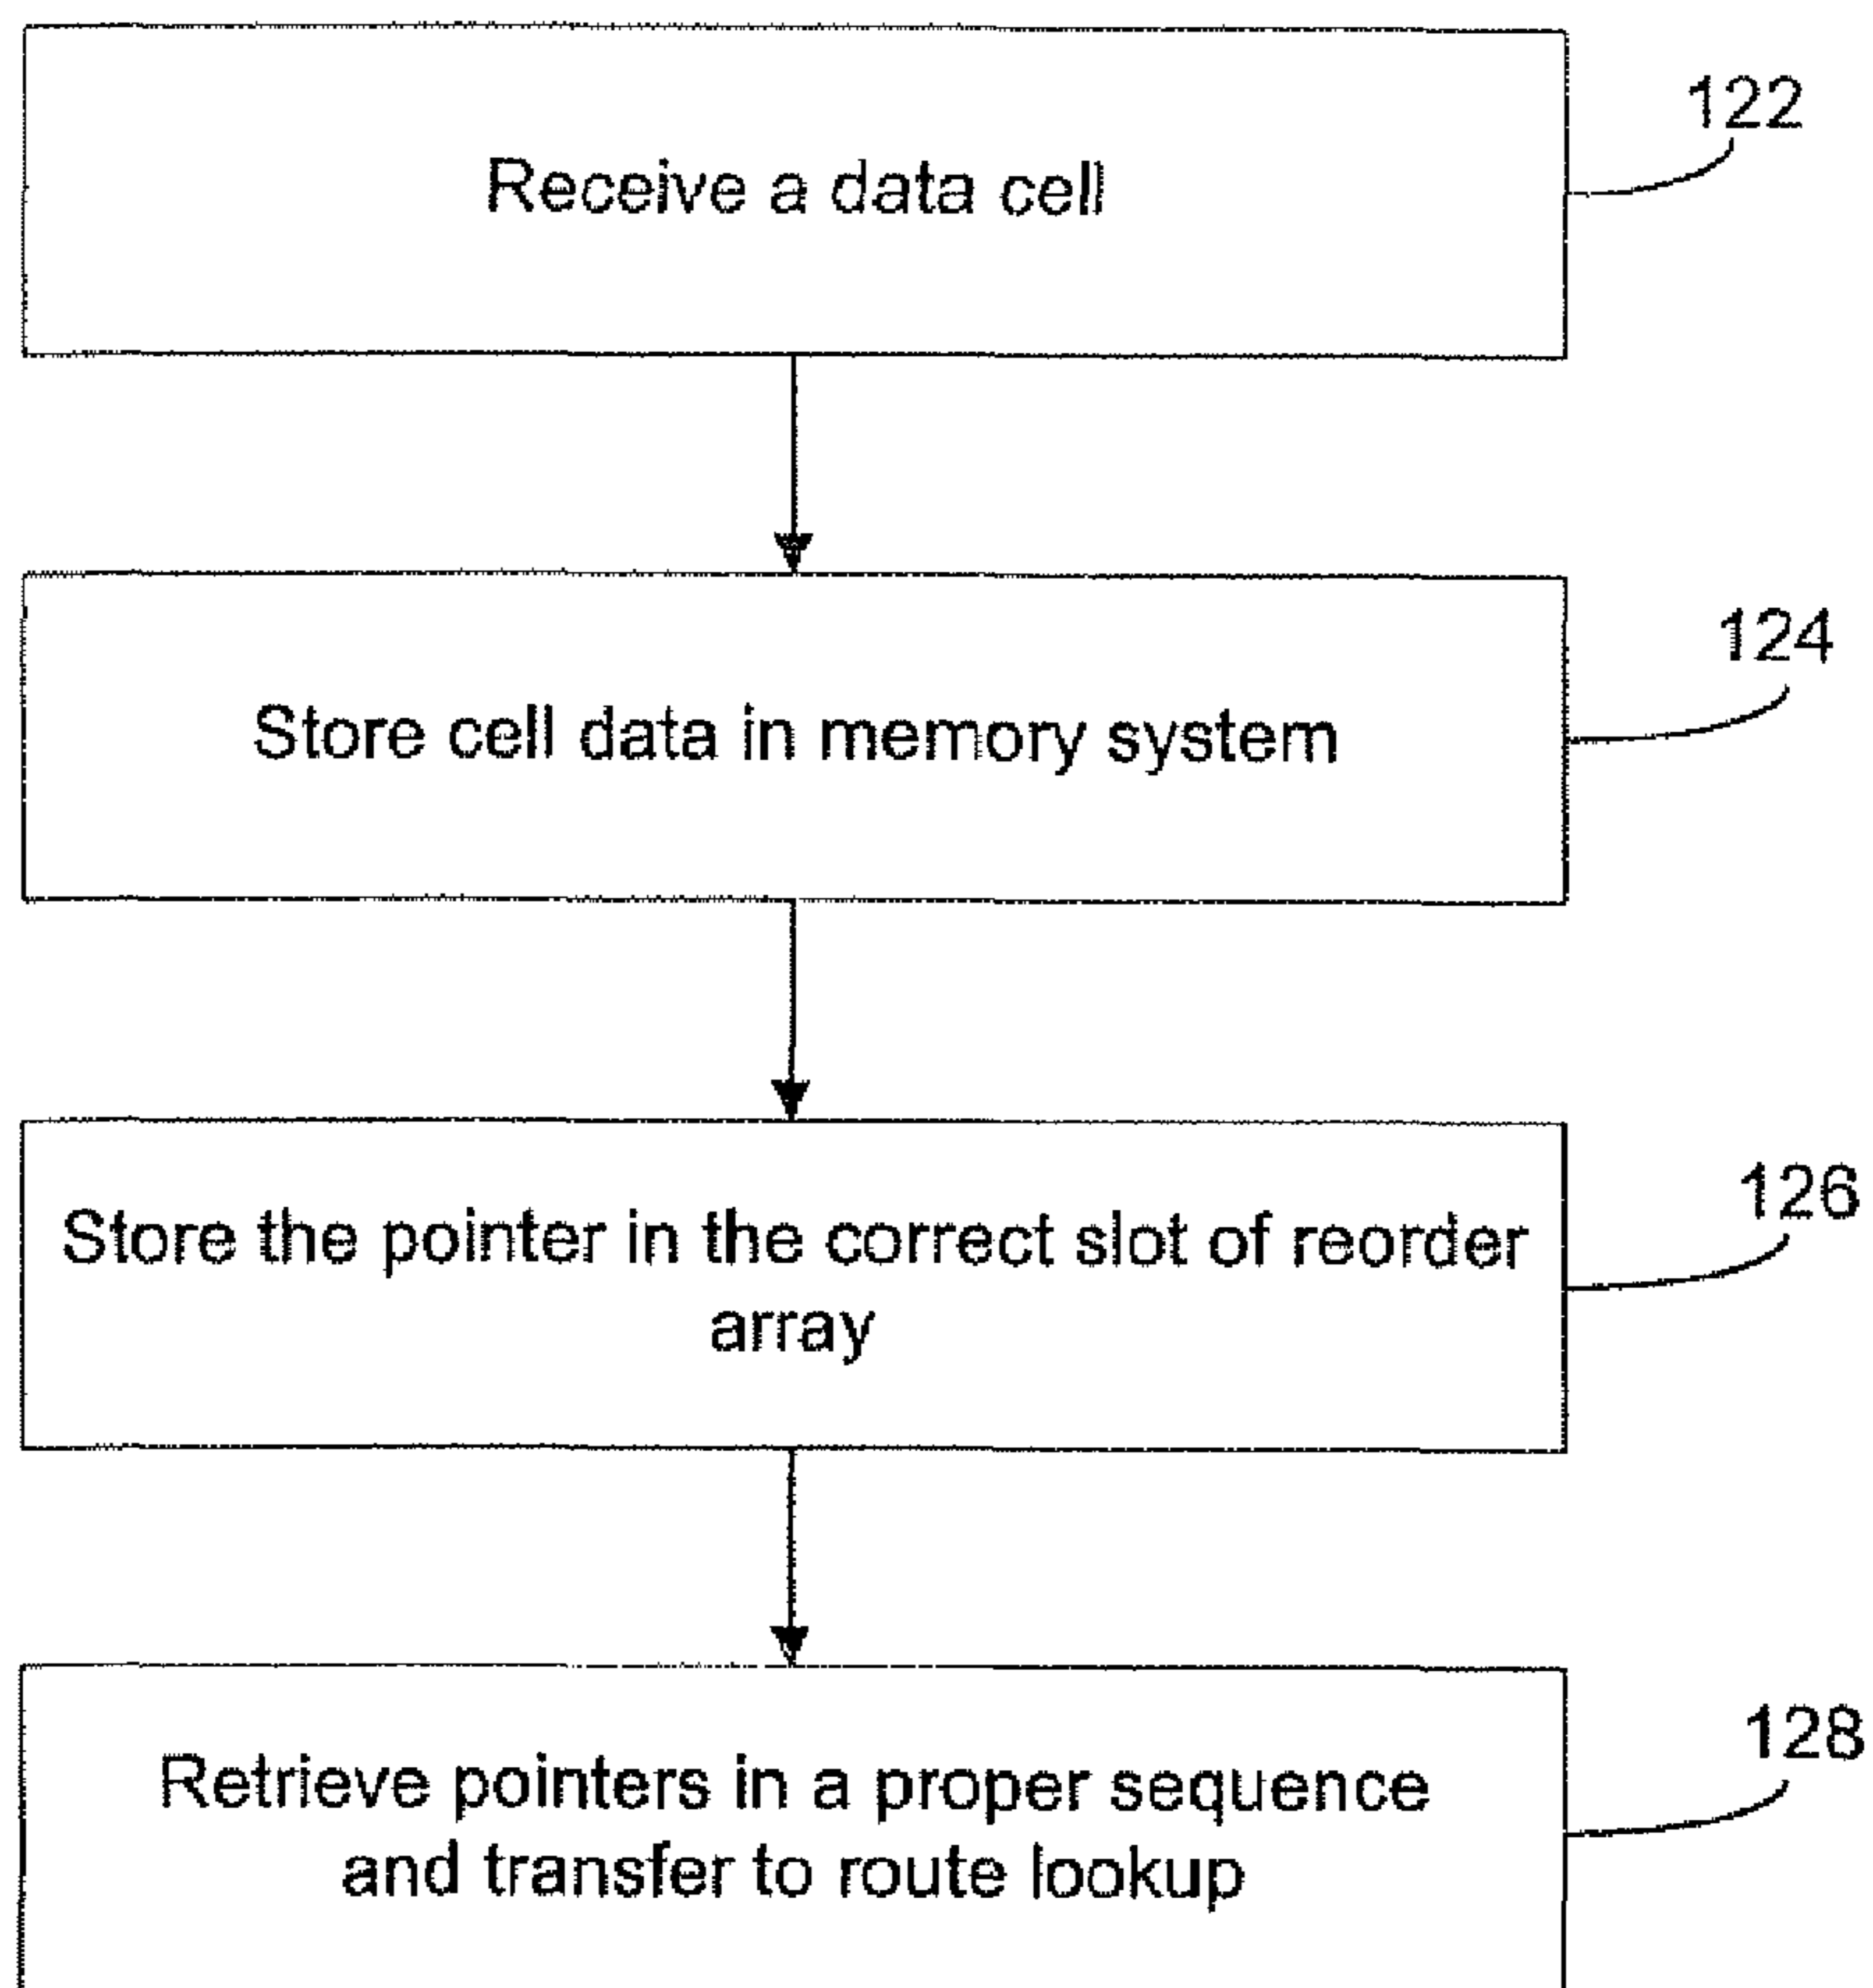 122
Receive a data cell
124
Store cell data in memory system
126
Store the pointer in the correct slot of reorder
array
128
Retrieve pointers in a proper sequence
and transfer to route lookup